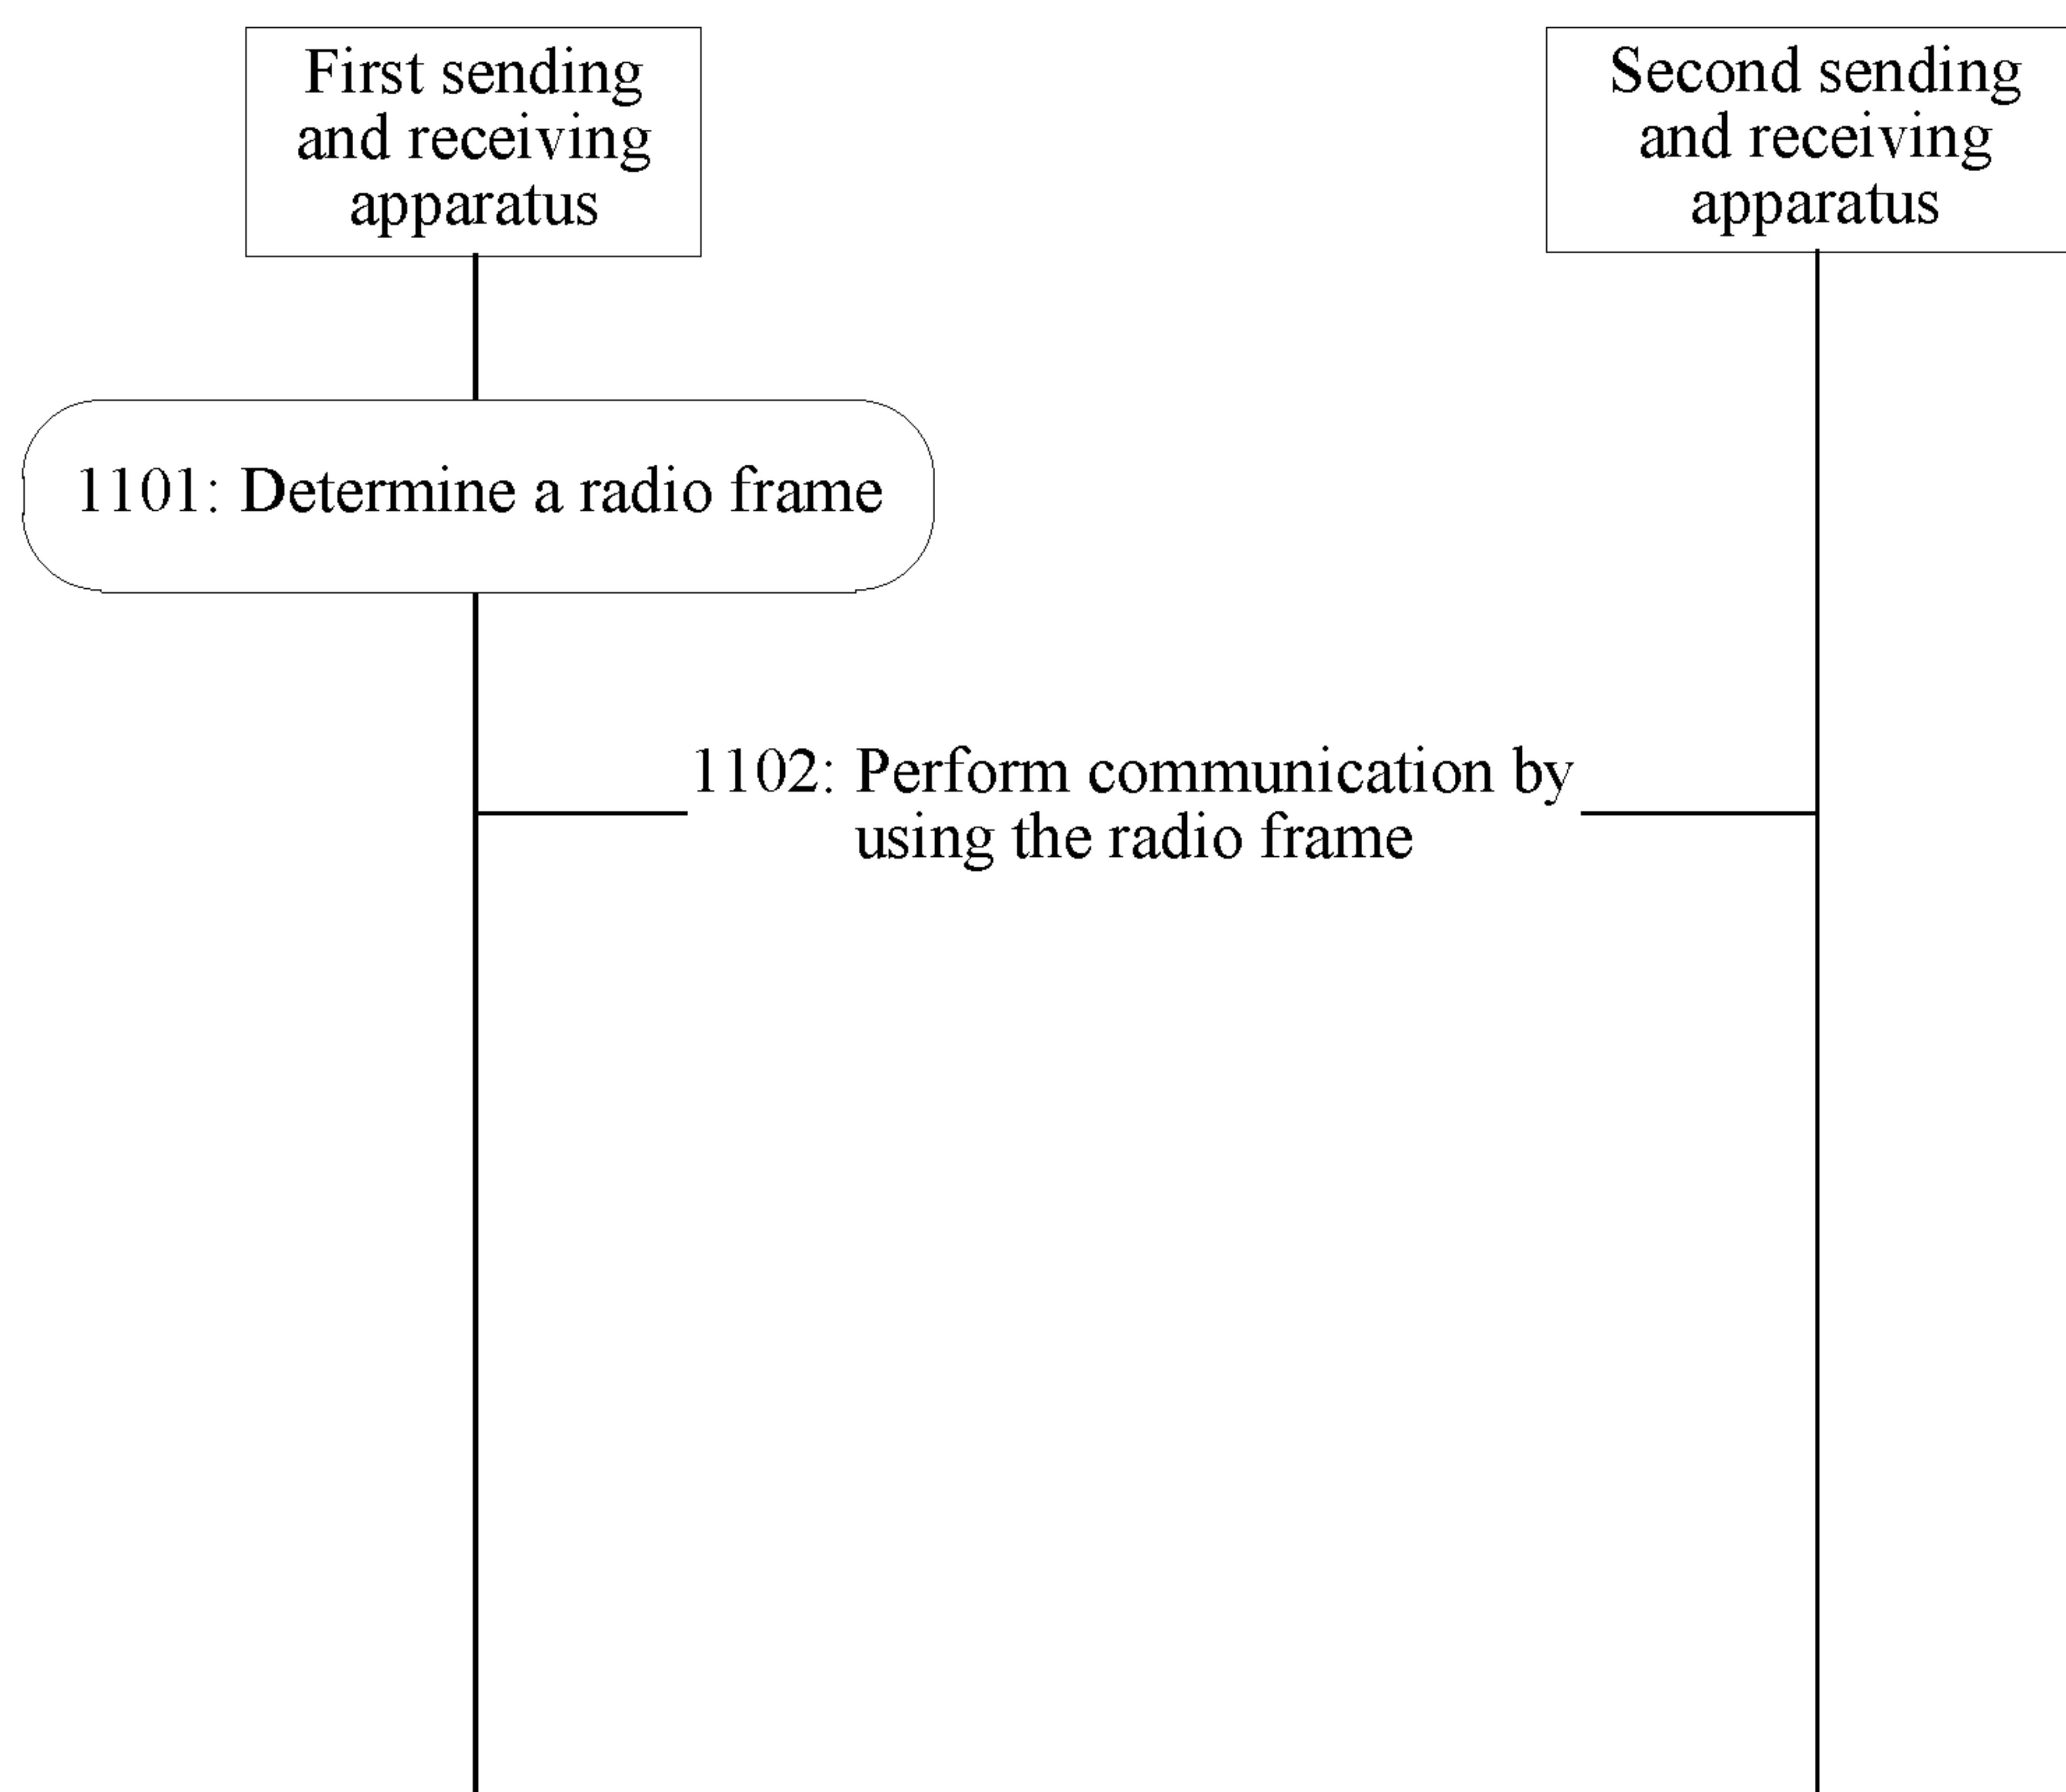 First sending
and receiving
apparatus
Second sending
and receiving
apparatus
1101: Determine a radio frame
1102: Perform communication by
using the radio frame